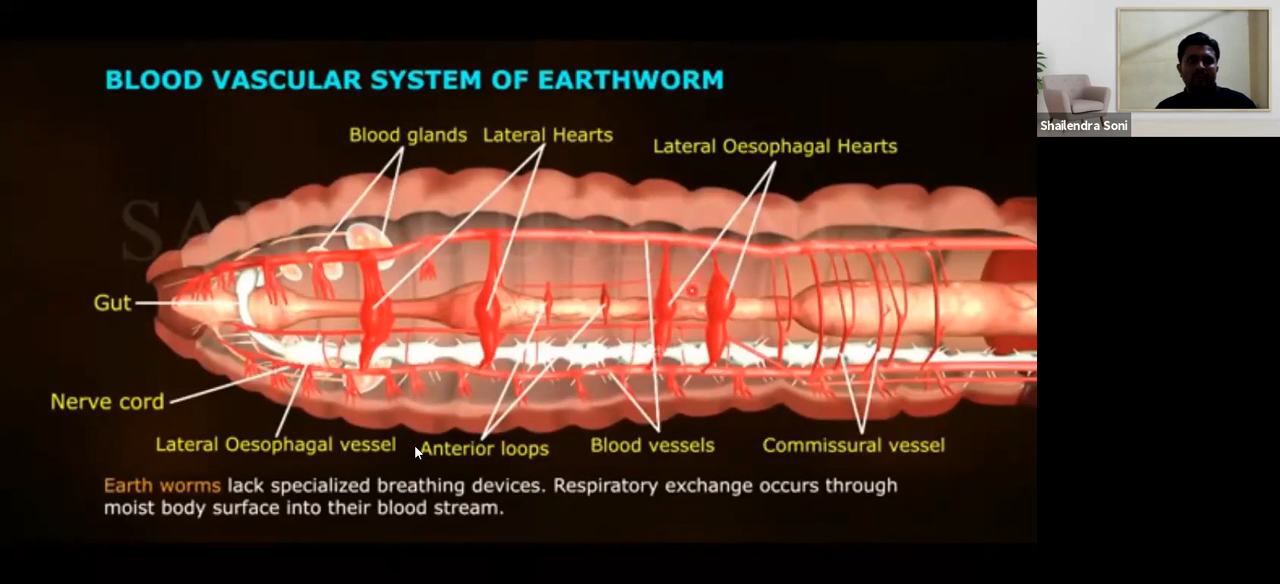 BLOOD VASCULAR SYSTEM OF EARTHWORM
Blood glands
Lateral Hearts
Lateral Oesophagal Hearts
Gut
Nerve cord
Lateral Oesophagal vessel
Anterior loops
Blood vessels
Commissural vessel
Earth worms lack specialized breathing devices. Respiratory exchange occurs through
moist body surface into their blood stream.
Shailendra Soni